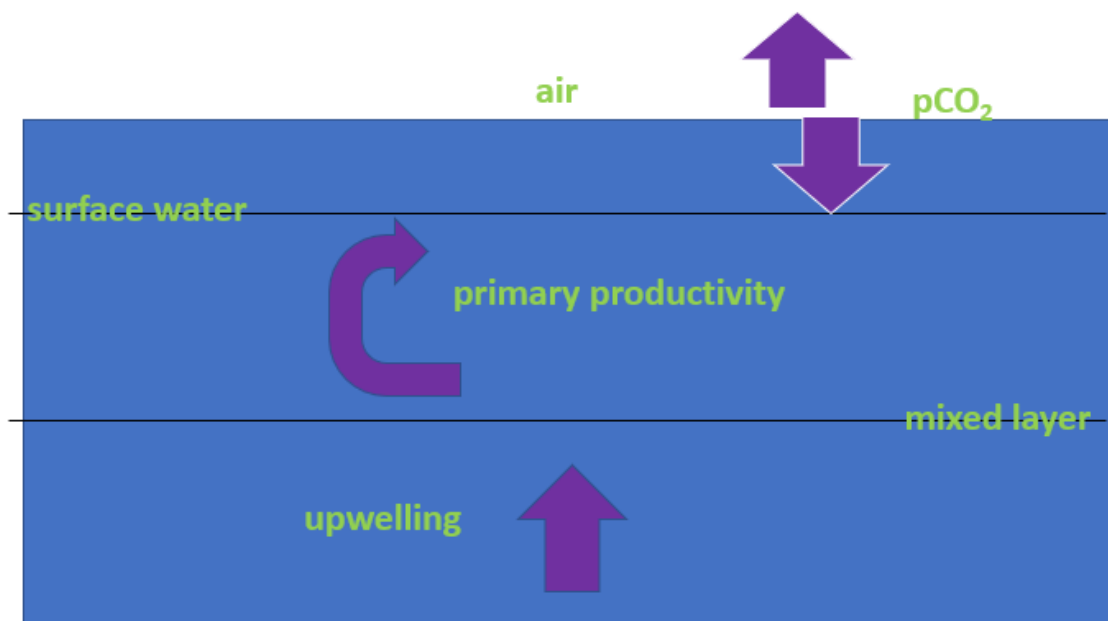 air
pCO₂
surface water
primary productivity
mixed layer
upwelling